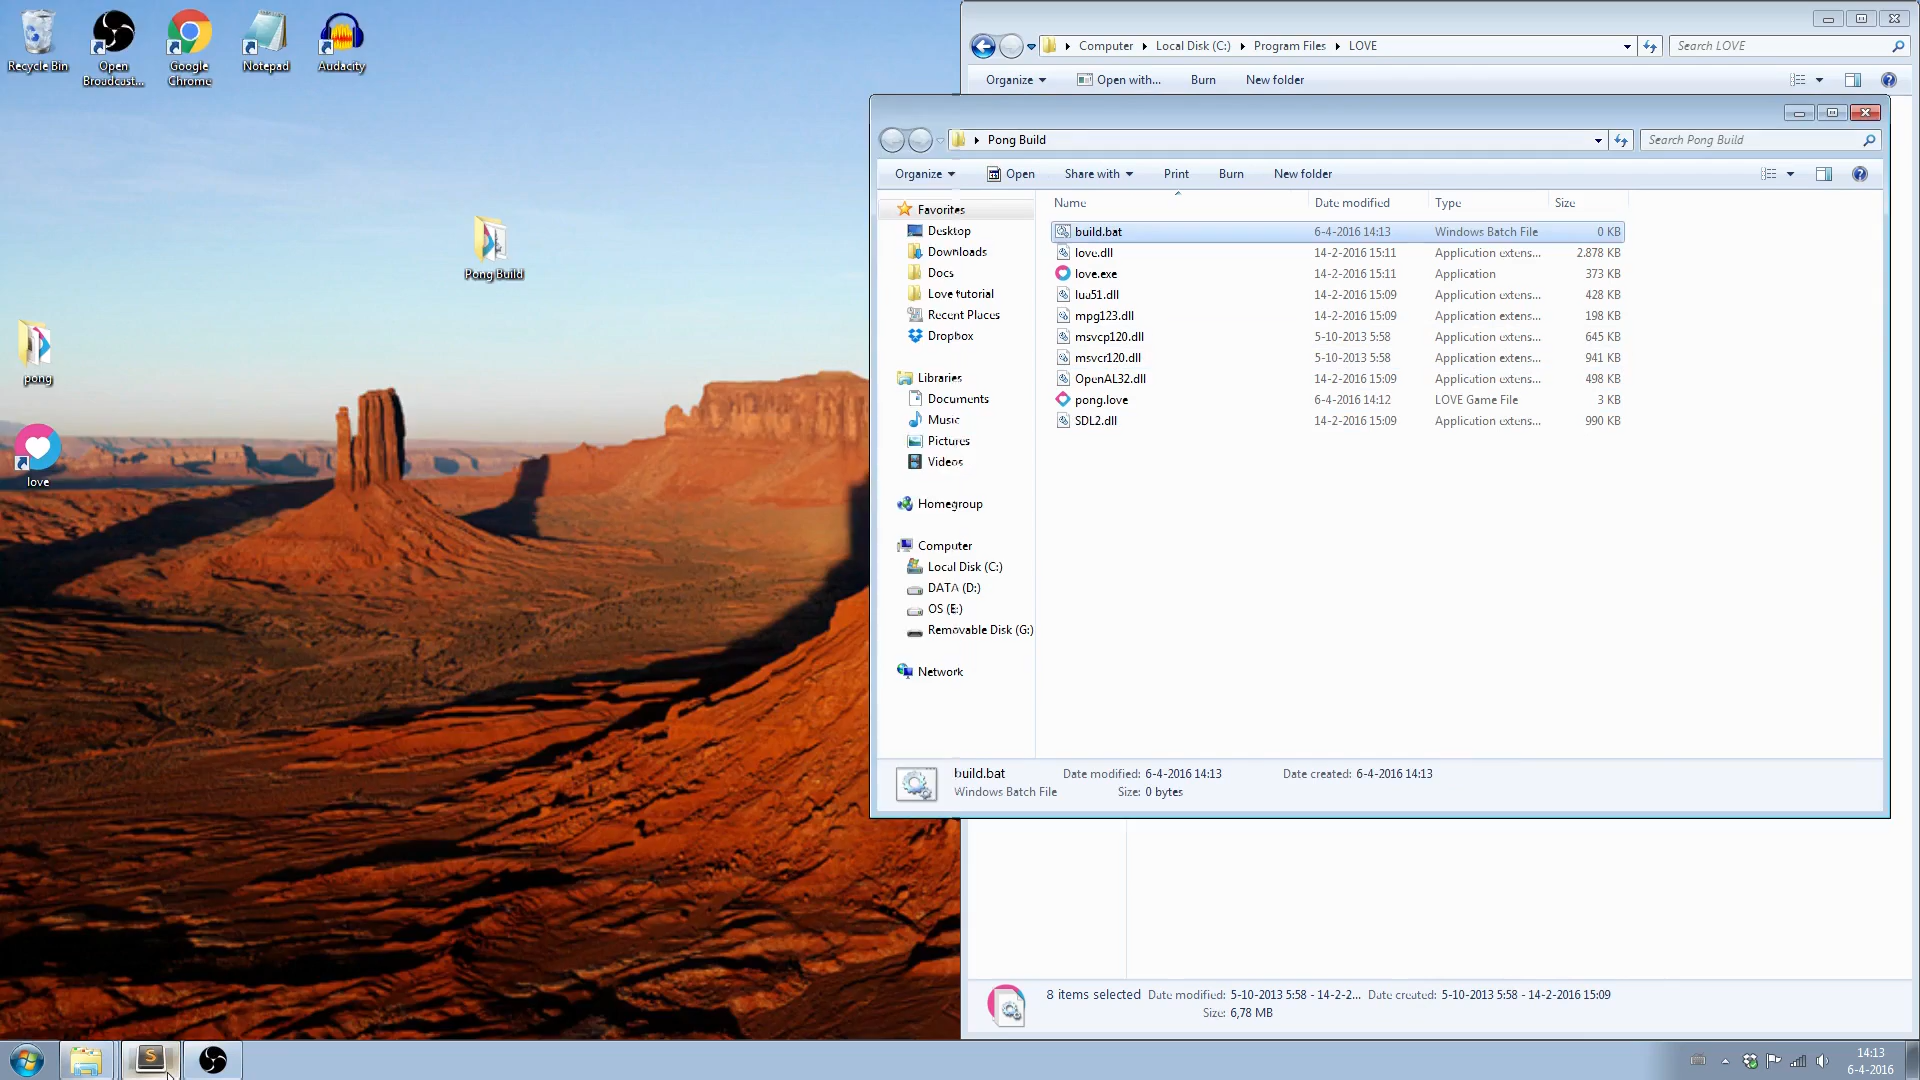 Recycle Bin
Open
Broadcast...
Google
Chrome
Notepad
Audacity
Pong Build
pong
love
Computer Local Disk (C:) Program Files LOVE
Search LOVE
Organize Open with... Burn New folder
Pong Build
Search Pong Build
Organize Open Share with Print Burn New folder
Favorites
Desktop
Downloads
Docs
Love tutorial
Recent Places
Dropbox
Libraries
Documents
Music
Pictures
Videos
Homegroup
Computer
Local Disk (C:)
DATA (D:)
OS (E:)
Removable Disk (G:)
Network
Name Date modified Type Size
build.bat 6-4-2016 14:13 Windows Batch File 0 KB
love.dll 14-2-2016 15:11 Application extens... 2.878 KB
love.exe 14-2-2016 15:11 Application 373 KB
lua51.dll 14-2-2016 15:09 Application extens... 428 KB
mpg123.dll 14-2-2016 15:09 Application extens... 198 KB
msvcp120.dll 5-10-2013 5:58 Application extens... 645 KB
msvcr120.dll 5-10-2013 5:58 Application extens... 941 KB
OpenAL32.dll 14-2-2016 15:09 Application extens... 498 KB
pong.love 6-4-2016 14:12 LOVE Game File 3 KB
SDL2.dll 14-2-2016 15:09 Application extens... 990 KB
build.bat Date modified: 6-4-2016 14:13 Date created: 6-4-2016 14:13
Windows Batch File Size: 0 bytes
8 items selected Date modified: 5-10-2013 5:58 - 14-2-2... Date created: 5-10-2013 5:58 - 14-2-2016 15:09
Size: 6,78 MB
14:13
6-4-2016